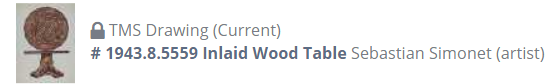 TMS Drawing (Current)
# 1943.8.5559 Inlaid Wood Table Sebastian Simonet (artist)